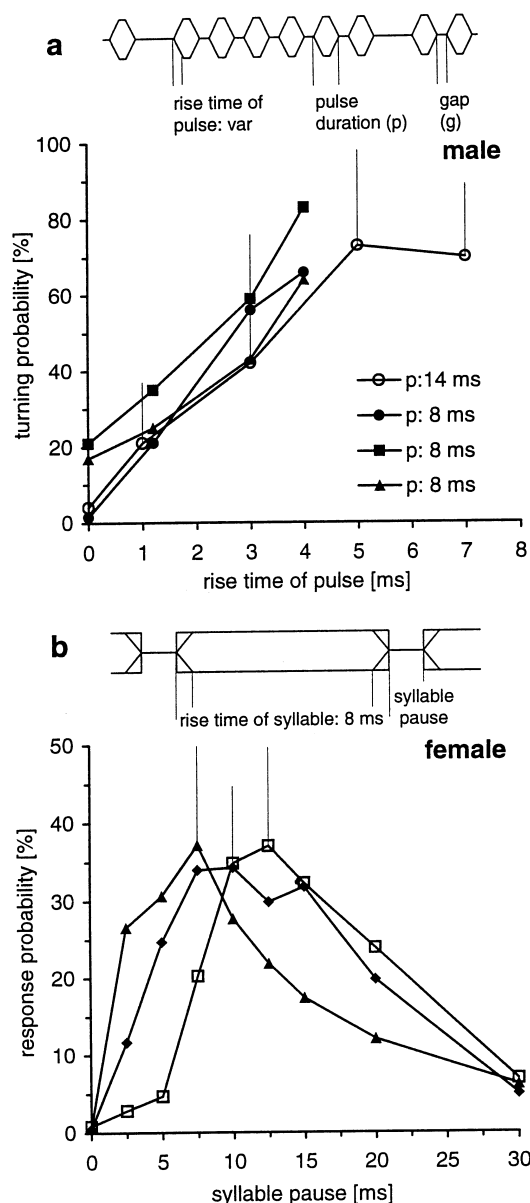 a
rise time of
pulse: var
pulse
duration (p)
gap
(g)
male
100
80
60
40
20
0
turning probability [%]
p:14 ms
p: 8 ms
p: 8 ms
p: 8 ms
0 1 2 3 4 5 6 7 8
rise time of pulse [ms]
b
rise time of syllable: 8 ms
syllable
pause
female
50
40
30
20
10
0
response probability [%]
0 5 10 15 20 25 30
syllable pause [ms]